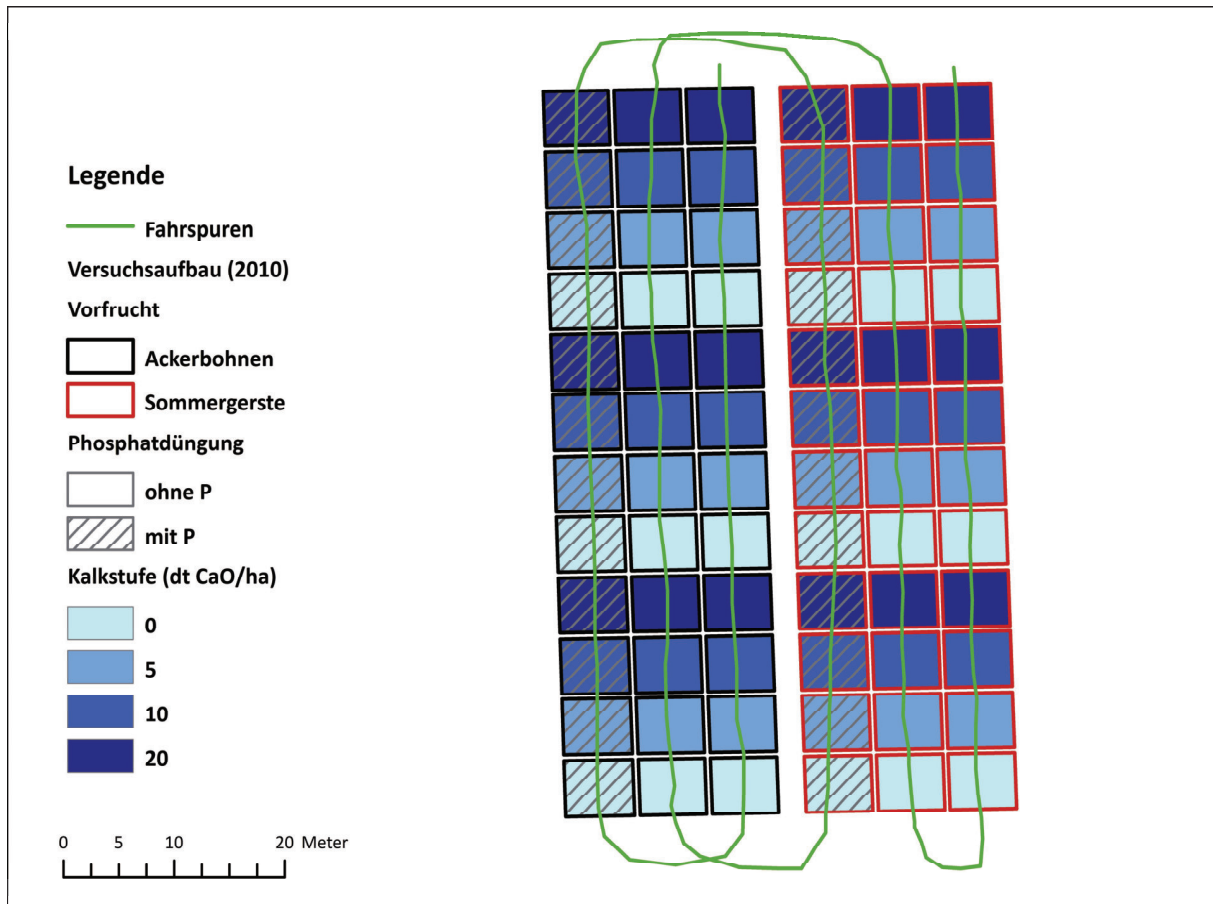 Legende
Fahrspuren
Versuchsaufbau (2010)
Vorfrucht
Ackerbohnen
Sommergerste
Phosphatdüngung
ohne P
mit P
Kalkstufe (dt CaO/ha)
0
5
10
20
0 5 10 20 Meter